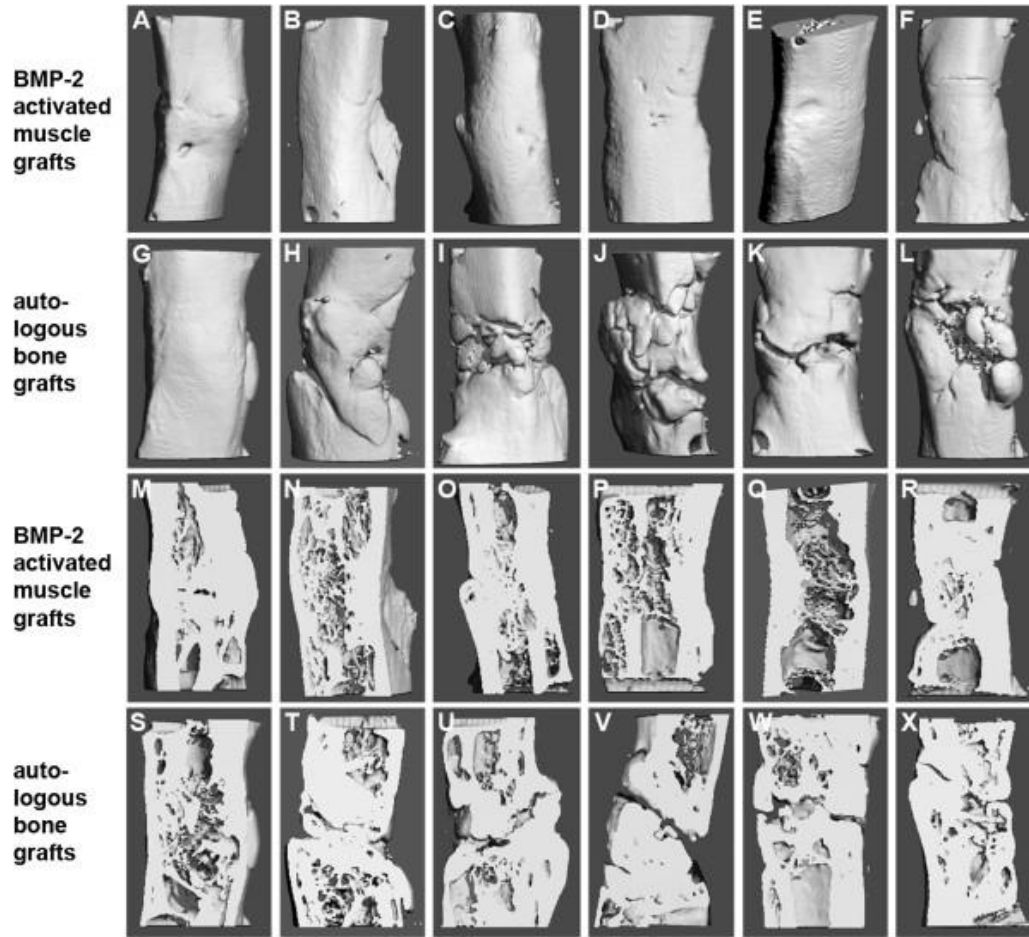 A B C D E F
BMP-2
activated
muscle
grafts
G H I J K L
auto-
logous
bone
grafts
M N O P Q R
BMP-2
activated
muscle
grafts
S T U V W X
auto-
logous
bone
grafts